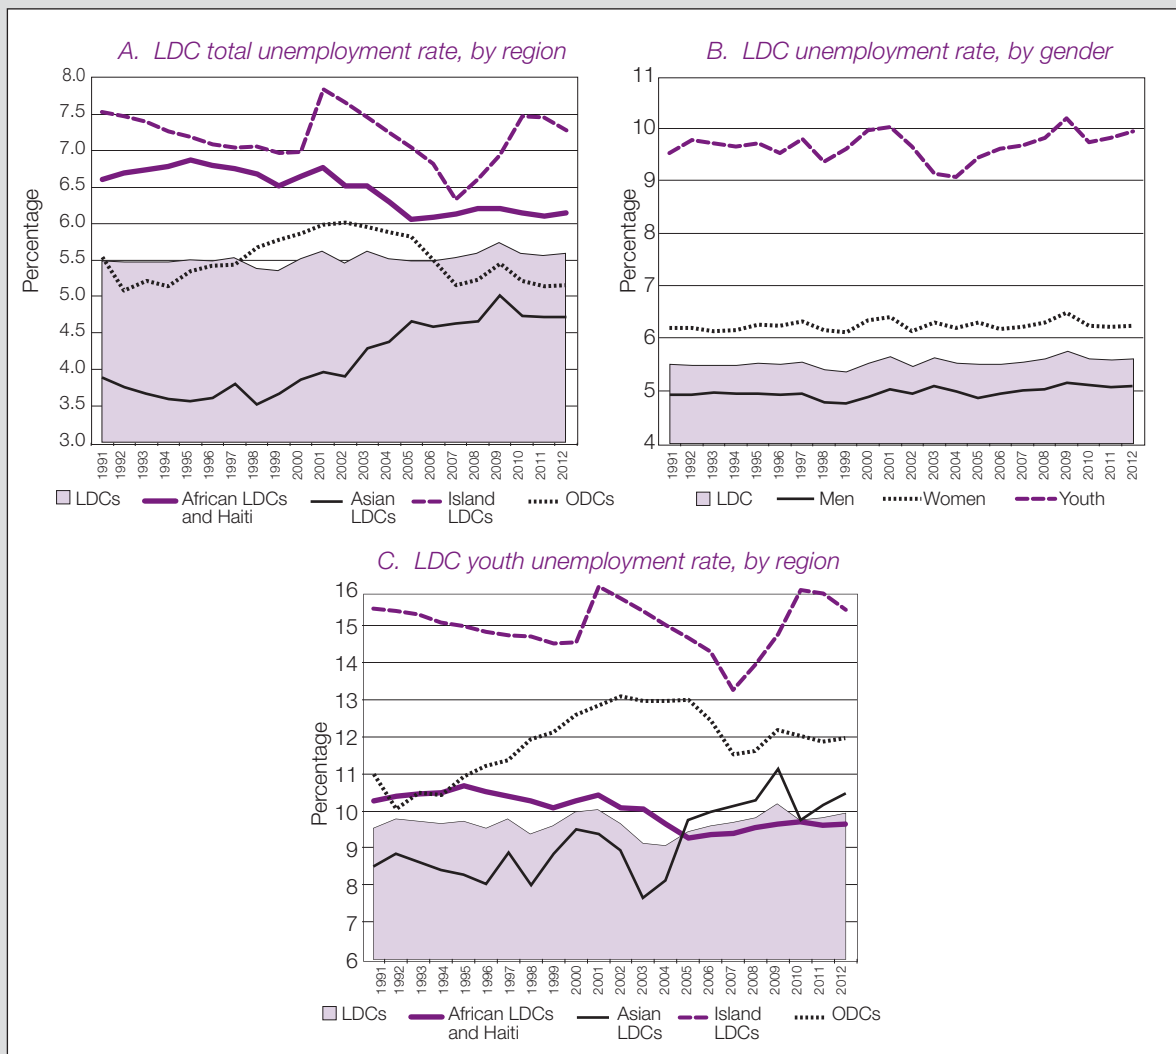 A. LDC total unemployment rate, by region
8.0
7.5
7.0
6.5
6.0
5.5
5.0
4.5
4.0
3.5
3.0
Percentage
1991 1992 1993 1994 1995 1996 1997 1998 1999 2000 2001 2002 2003 2004 2005 2006 2007 2008 2009 2010 2011 2012
LDCs African LDCs and Haiti Asian LDCs Island LDCs ODCs
B. LDC unemployment rate, by gender
11
10
9
8
7
6
5
4
Percentage
1991 1992 1993 1994 1995 1996 1997 1998 1999 2000 2001 2002 2003 2004 2005 2006 2007 2008 2009 2010 2011 2012
LDC Men Women Youth
C. LDC youth unemployment rate, by region
16
15
14
13
12
11
10
9
8
7
6
Percentage
1991 1992 1993 1994 1995 1996 1997 1998 1999 2000 2001 2002 2003 2004 2005 2006 2007 2008 2009 2010 2011 2012
LDCs African LDCs and Haiti Asian LDCs Island LDCs ODCs